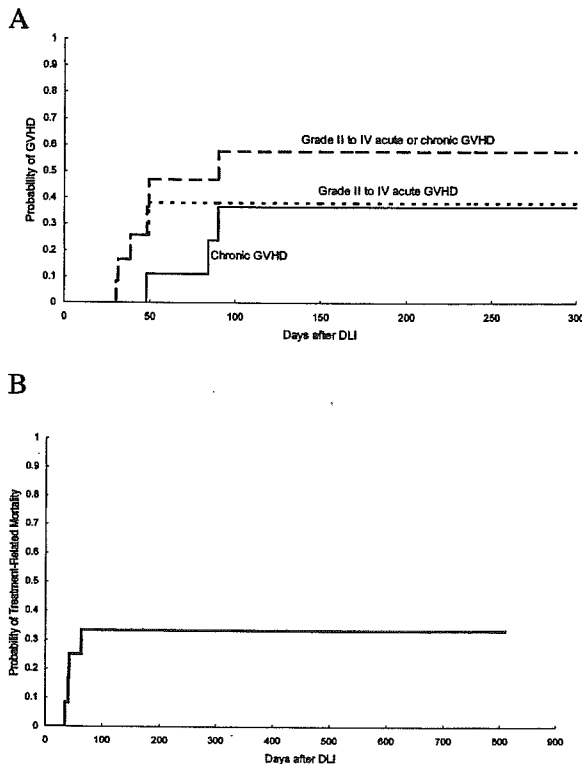 A
1
0.9
0.8
0.7
0.6
0.5
0.4
0.3
0.2
0.1
0
Probability of GVHD
Grade II to IV acute or chronic GVHD
Grade II to IV acute GVHD
Chronic GVHD
0 50 100 150 200 250 300
Days after DLI
B
1
0.9
0.8
0.7
0.6
0.5
0.4
0.3
0.2
0.1
0
Probability of Treatment-Related Mortality
0 100 200 300 400 500 600 700 800 900
Days after DLI